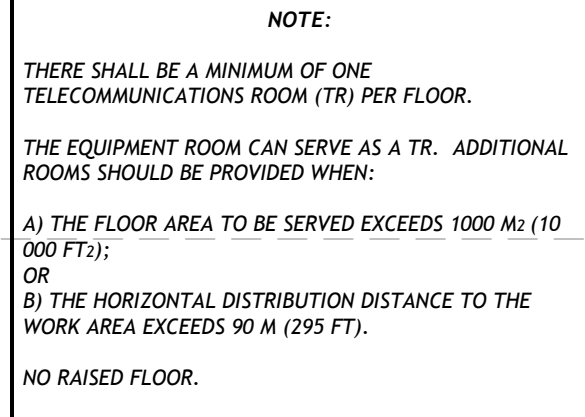 NOTE:
THERE SHALL BE A MINIMUM OF ONE
TELECOMMUNICATIONS ROOM (TR) PER FLOOR.
THE EQUIPMENT ROOM CAN SERVE AS A TR.  ADDITIONAL
ROOMS SHOULD BE PROVIDED WHEN:
A) THE FLOOR AREA TO BE SERVED EXCEEDS 1000 M2 (10
000 FT2);
OR
B) THE HORIZONTAL DISTRIBUTION DISTANCE TO THE
WORK AREA EXCEEDS 90 M (295 FT).
NO RAISED FLOOR.